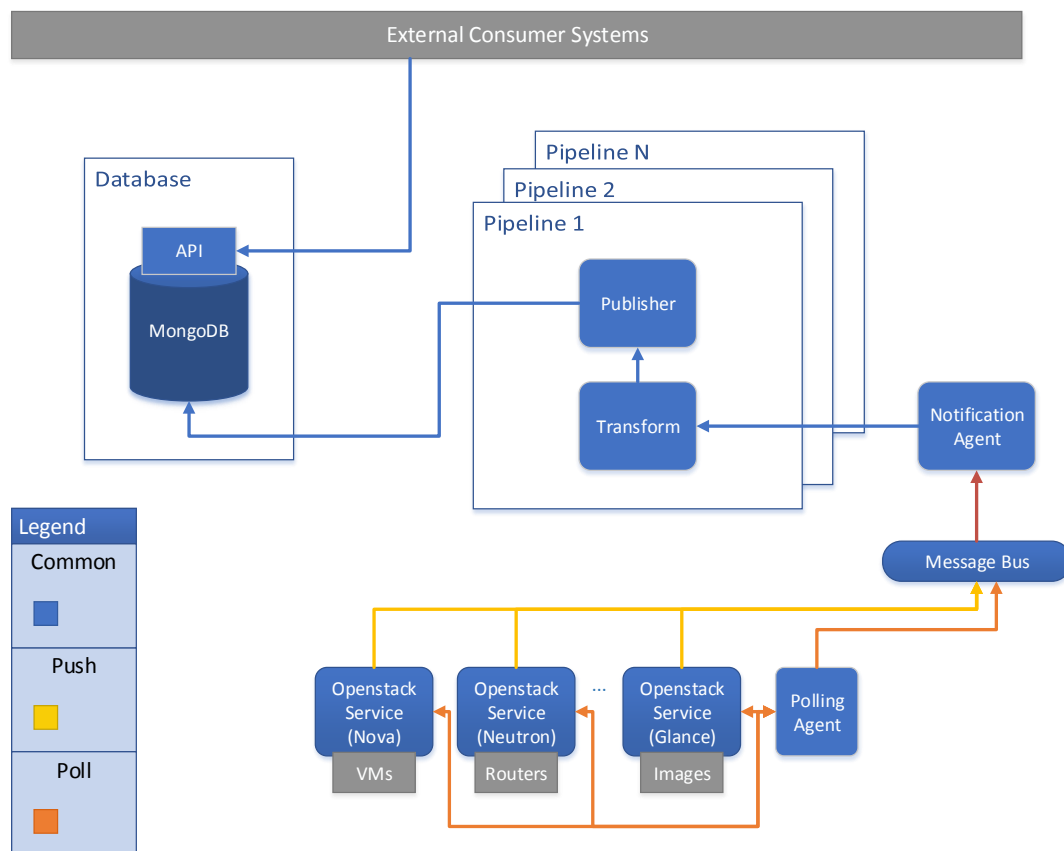 External Consumer Systems
Pipeline N
Pipeline 2
Pipeline 1
Database
API
MongoDB
Publisher
Transform
Notification
Agent
Legend
Common
Push
Poll
Message Bus
Openstack
Service
(Nova)
VMs
Openstack
Service
(Neutron)
Routers
...
Openstack
Service
(Glance)
Images
Polling
Agent